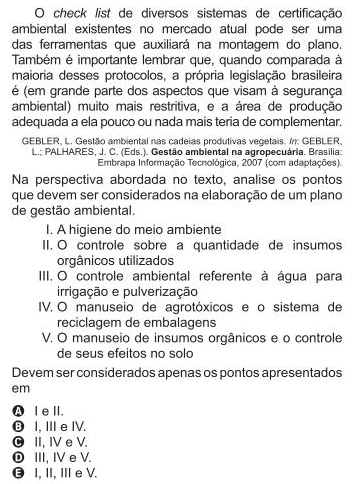 O check list de diversos sistemas de certificação
ambiental existentes no mercado atual pode ser uma
das ferramentas que auxiliará na montagem do plano.
Também é importante lembrar que, quando comparada à
maioria desses protocolos, a própria legislação brasileira
é (em grande parte dos aspectos que visam à segurança
ambiental) muito mais restritiva, e a área de produção
adequada a ela pouco ou nada mais teria de complementar.
GEBLER, L. Gestão ambiental nas cadeias produtivas vegetais. In: GEBLER,
L.; PALHARES, J. C. (Eds.). Gestão ambiental na agropecuária. Brasília:
Embrapa Informação Tecnológica, 2007 (com adaptações).
Na perspectiva abordada no texto, analise os pontos
que devem ser considerados na elaboração de um plano
de gestão ambiental.
I. A higiene do meio ambiente
II. O controle sobre a quantidade de insumos
orgânicos utilizados
III. O controle ambiental referente à água para
irrigação e pulverização
IV. O manuseio de agrotóxicos e o sistema de
reciclagem de embalagens
V. O manuseio de insumos orgânicos e o controle
de seus efeitos no solo
Devem ser considerados apenas os pontos apresentados
em
A I e II.
B I, III e IV.
C II, IV e V.
D III, IV e V.
E I, II, III e V.